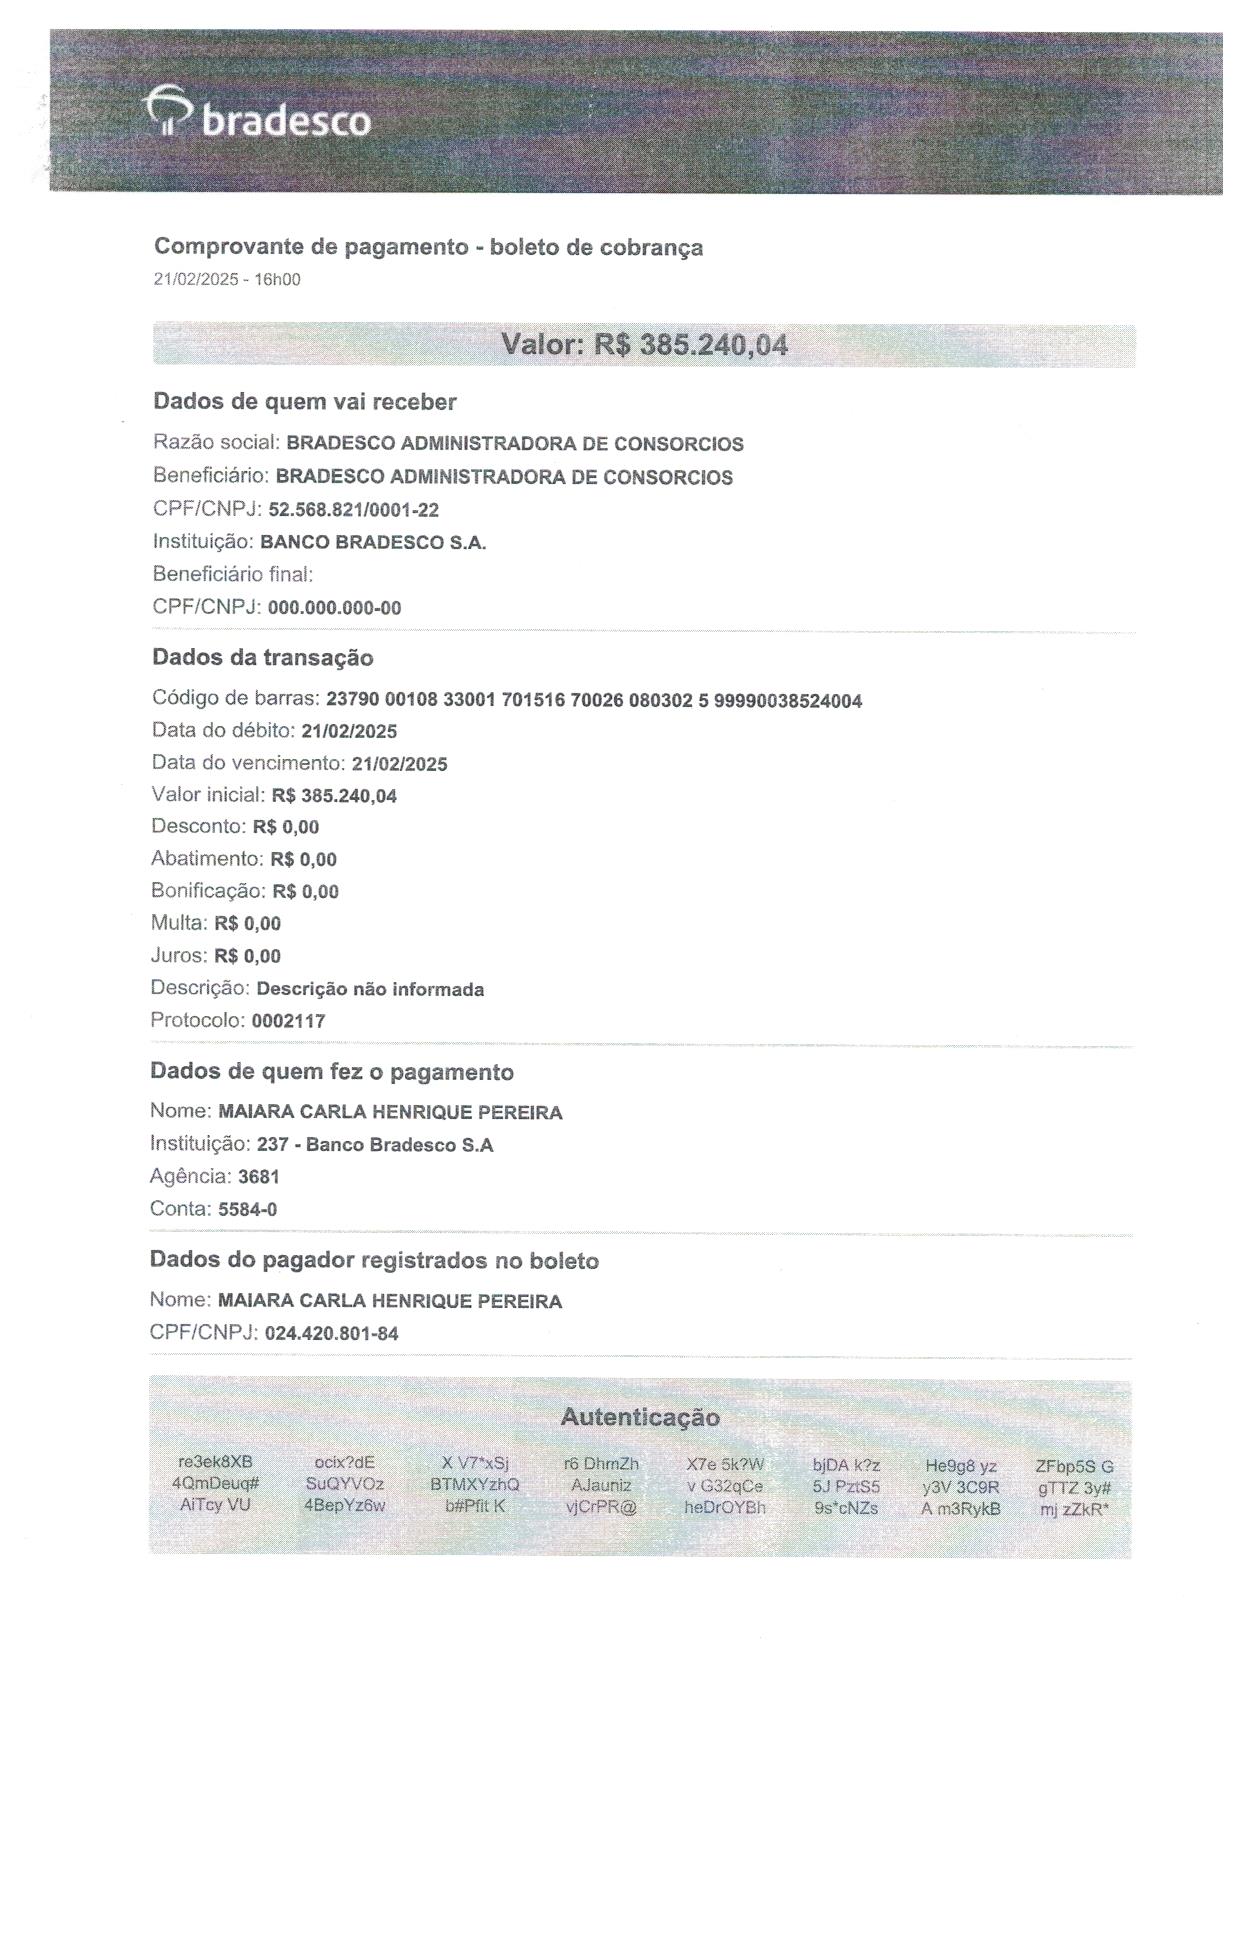 bradesco
Comprovante de pagamento - boleto de cobrança
21/02/2025 - 16h00
Valor: R$ 385.240,04
Dados de quem vai receber
Razão social: BRADESCO ADMINISTRADORA DE CONSORCIOS
Beneficiário: BRADESCO ADMINISTRADORA DE CONSORCIOS
CPF/CNPJ: 52.568.821/0001-22
Instituição: BANCO BRADESCO S.A.
Beneficiário final:
CPF/CNPJ: 000.000.000-00
Dados da transação
Código de barras: 23790 00108 33001 701516 70026 080302 5 99990038524004
Data do débito: 21/02/2025
Data do vencimento: 21/02/2025
Valor inicial: R$ 385.240,04
Desconto: R$ 0,00
Abatimento: R$ 0,00
Bonificação: R$ 0,00
Multa: R$ 0,00
Juros: R$ 0,00
Descrição: Descrição não informada
Protocolo: 0002117
Dados de quem fez o pagamento
Nome: MAIARA CARLA HENRIQUE PEREIRA
Instituição: 237 - Banco Bradesco S.A
Agência: 3681
Conta: 5584-0
Dados do pagador registrados no boleto
Nome: MAIARA CARLA HENRIQUE PEREIRA
CPF/CNPJ: 024.420.801-84
Autenticação
re3ek8XB ocix?dE X V7*xSj r6 DhmZh X7e 5k?W bjDA k?z He9g8 yz ZFbp5S G
4QmDeuq# SuQYVOz BTMXYzhQ AJauniz v G32qCe 5J PztS5 y3V 3C9R gTTZ 3y#
AiTcy VU 4BepYz6w b#Pfit K vjCrPR@ heDrOYBh 9s*cNZs A m3RykB mj zZkR*